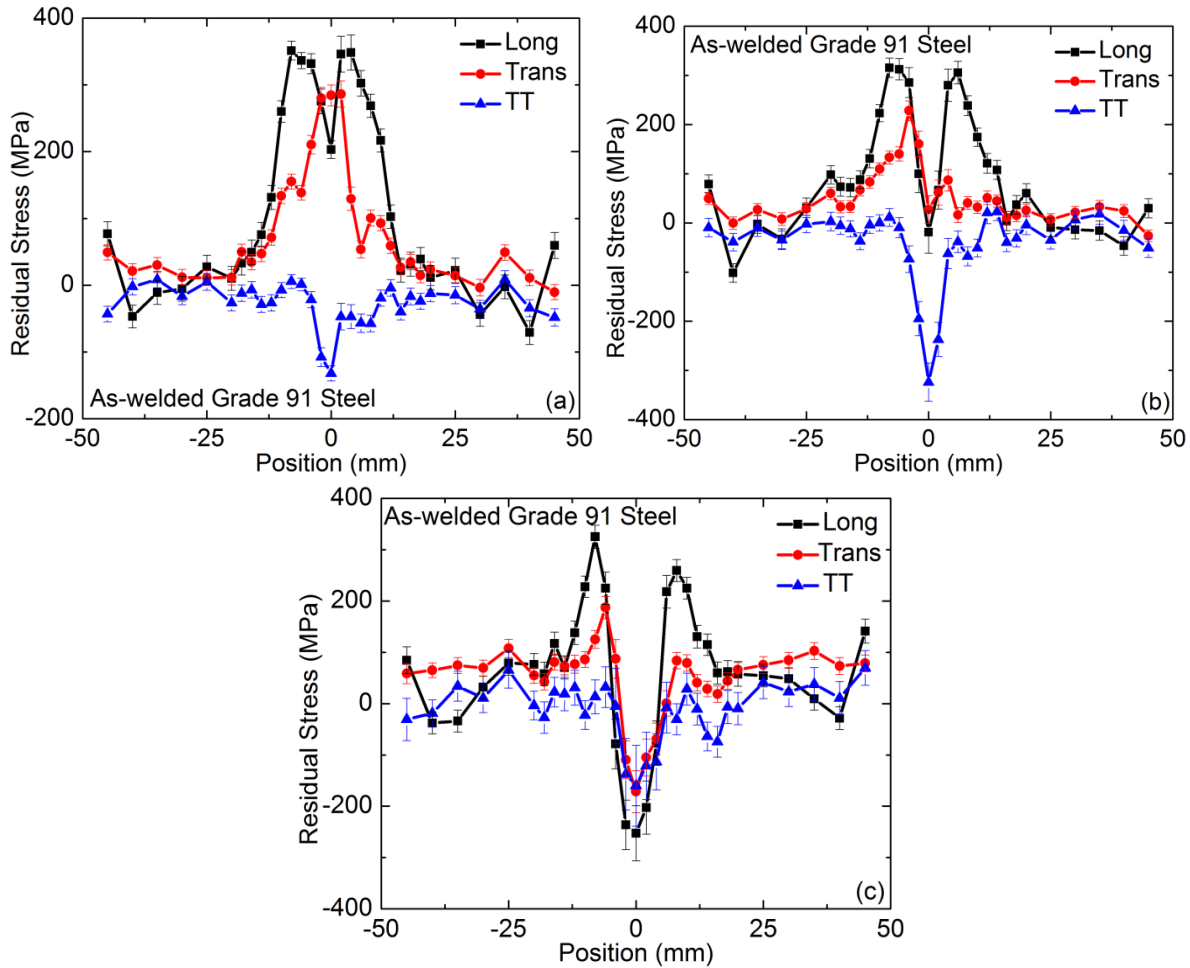 400
200
0
-200
Residual Stress (MPa)
Long
Trans
TT
As-welded Grade 91 Steel
(a)
-50
-25
0
25
50
Position (mm)
400
200
0
-200
-400
Residual Stress (MPa)
As-welded Grade 91 Steel
Long
Trans
TT
(b)
-50
-25
0
25
50
Position (mm)
400
200
0
-200
-400
Residual Stress (MPa)
As-welded Grade 91 Steel
Long
Trans
TT
(c)
-50
-25
0
25
50
Position (mm)